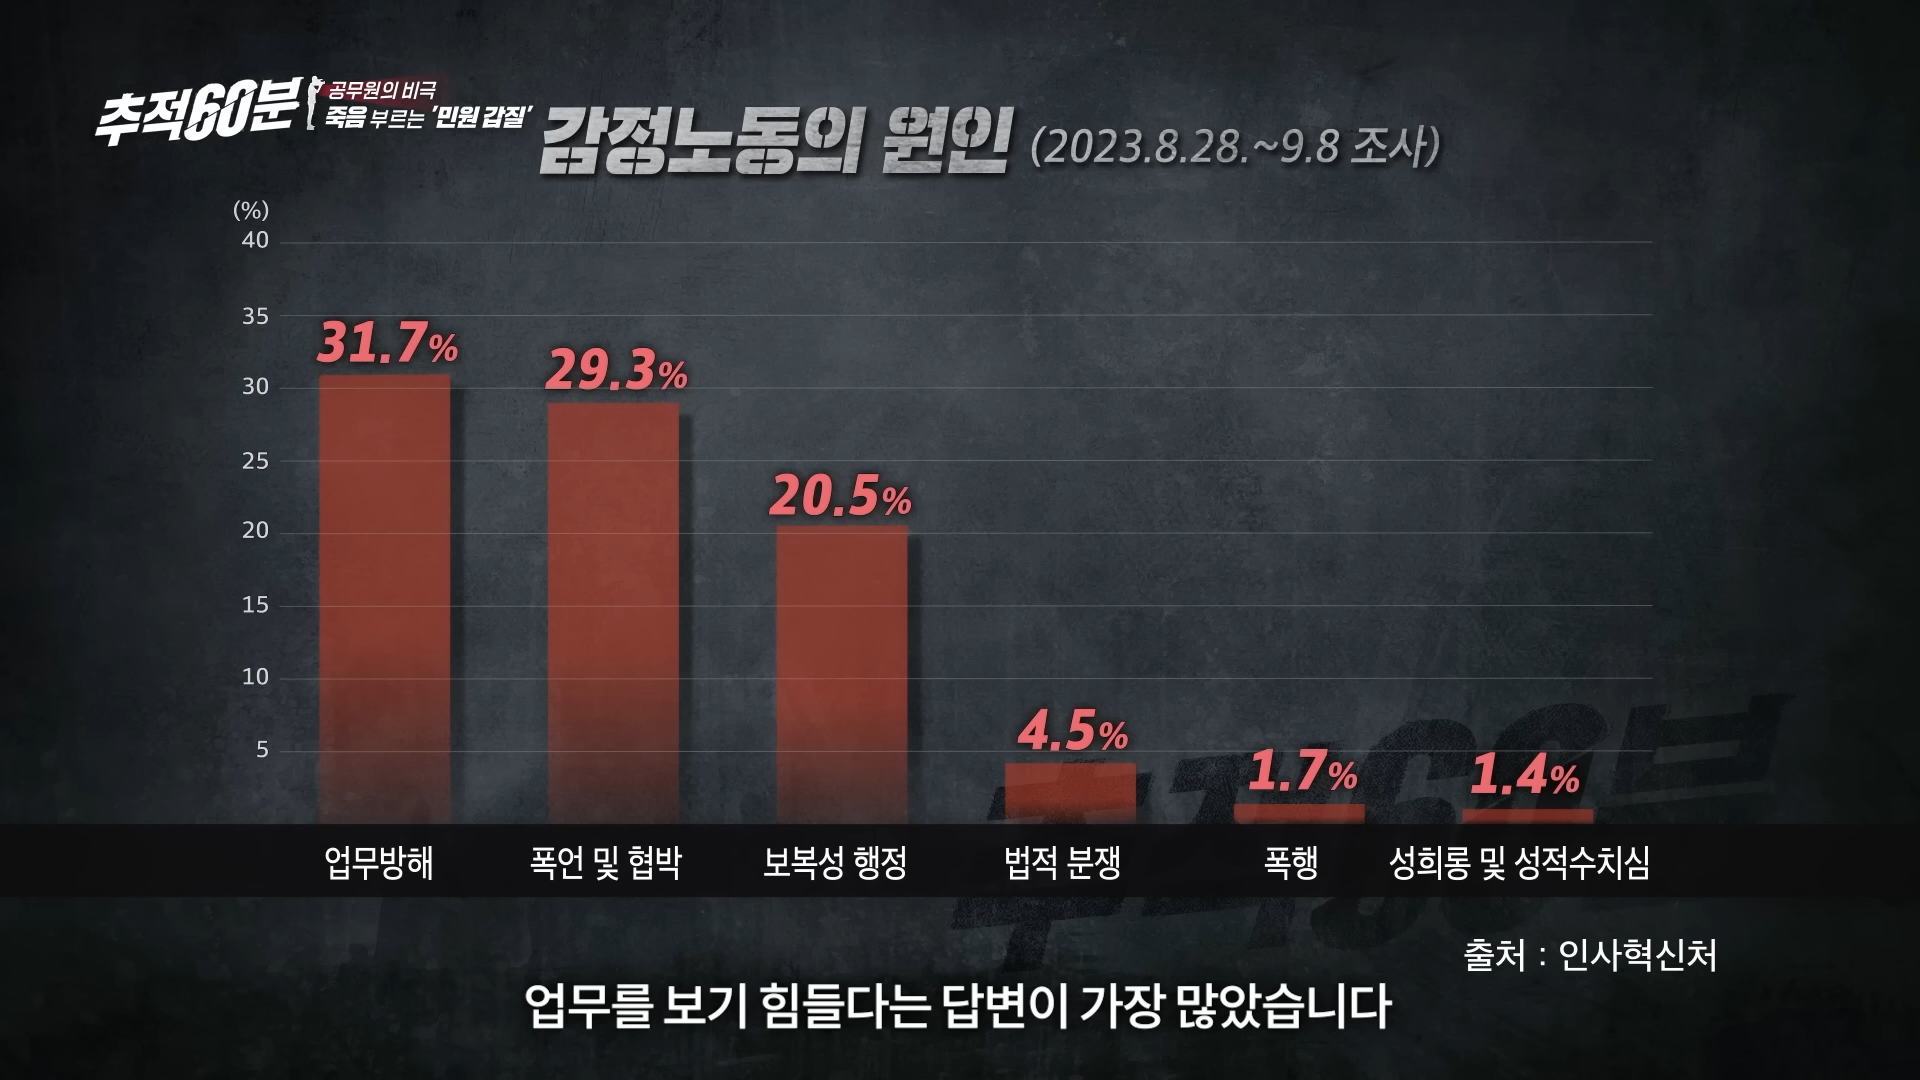 추적60분
공무원의 비극
죽음 부르는 '민원 갑질'
감정노동의 원인 (2023.8.28.~9.8 조사)
(%)
40
35
30
25
20
15
10
5
31.7%
29.3%
20.5%
4.5%
1.7%
1.4%
업무방해
폭언 및 협박
보복성 행정
법적 분쟁
폭행
성희롱 및 성적수치심
추적60분
출처 : 인사혁신처
업무를 보기 힘들다는 답변이 가장 많았습니다